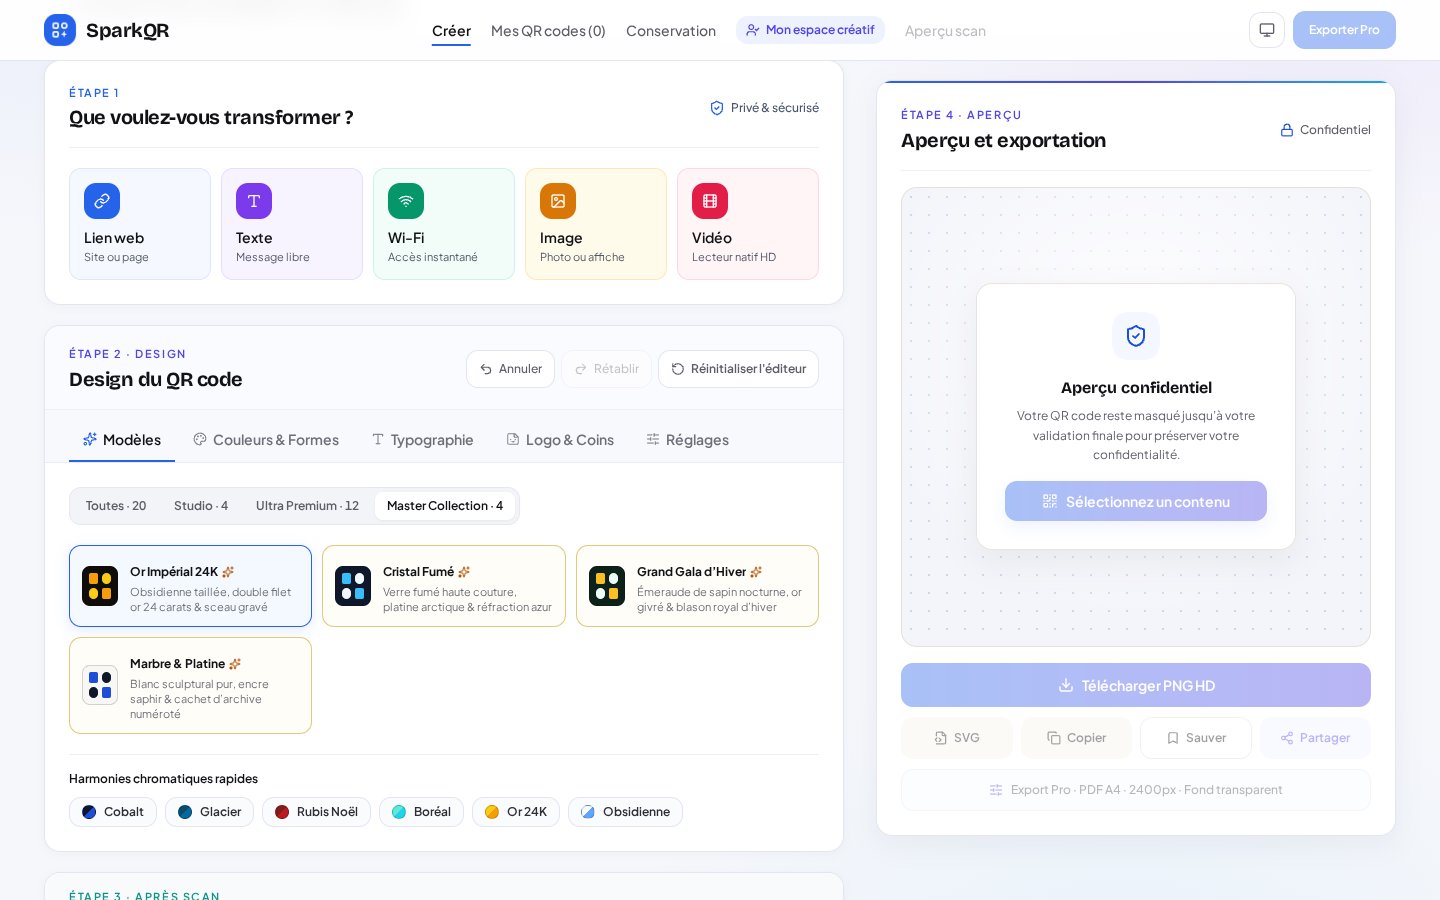 SparkQR
Créer
Mes QR codes (0)
Conservation
Mon espace créatif
Aperçu scan
Exporter Pro
ÉTAPE 1
Que voulez-vous transformer ?
Privé & sécurisé
Lien web
Site ou page
Texte
Message libre
Wi-Fi
Accès instantané
Image
Photo ou affiche
Vidéo
Lecteur natif HD
ÉTAPE 2 · DESIGN
Design du QR code
Annuler
Rétablir
Réinitialiser l'éditeur
Modèles
Couleurs & Formes
Typographie
Logo & Coins
Réglages
Toutes · 20
Studio · 4
Ultra Premium · 12
Master Collection · 4
Or Impérial 24K
Obsidienne taillée, double filet
or 24 carats & sceau gravé
Cristal Fumé
Verre fumé haute couture,
platine arctique & réfraction azur
Grand Gala d'Hiver
Émeraude de sapin nocturne, or
givré & blason royal d'hiver
Marbre & Platine
Blanc sculptural pur, encre
saphir & cachet d'archive
numéroté
Harmonies chromatiques rapides
Cobalt
Glacier
Rubis Noël
Boréal
Or 24K
Obsidienne
ÉTAPE 3 · APRÈS SCAN
ÉTAPE 4 · APERÇU
Aperçu et exportation
Confidentiel
Aperçu confidentiel
Votre QR code reste masqué jusqu'à votre
validation finale pour préserver votre
confidentialité.
Sélectionnez un contenu
Télécharger PNG HD
SVG
Copier
Sauver
Partager
Export Pro · PDF A4 · 2400px · Fond transparent